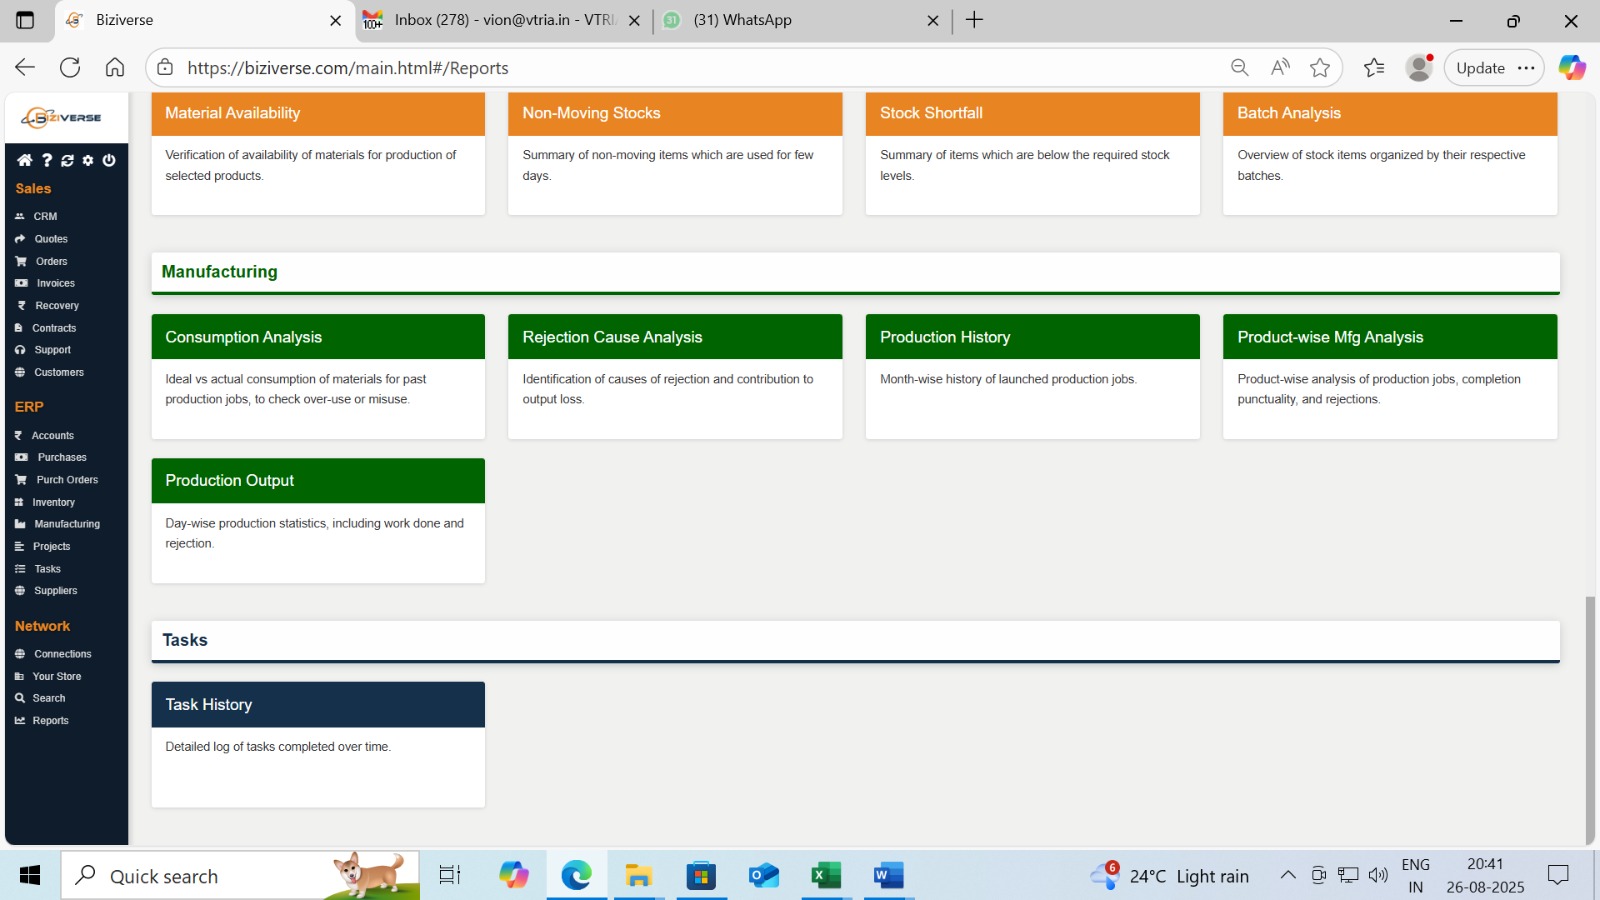 Biziverse
Inbox (278) - vion@vtria.in - VTRI
(31) WhatsApp
https://biziverse.com/main.html#/Reports
Update
BIZIVERSE
Sales
CRM
Quotes
Orders
Invoices
Recovery
Contracts
Support
Customers
ERP
Accounts
Purchases
Purch Orders
Inventory
Manufacturing
Projects
Tasks
Suppliers
Network
Connections
Your Store
Search
Reports
Material Availability
Verification of availability of materials for production of
selected products.
Non-Moving Stocks
Summary of non-moving items which are used for few
days.
Stock Shortfall
Summary of items which are below the required stock
levels.
Batch Analysis
Overview of stock items organized by their respective
batches.
Manufacturing
Consumption Analysis
Ideal vs actual consumption of materials for past
production jobs, to check over-use or misuse.
Rejection Cause Analysis
Identification of causes of rejection and contribution to
output loss.
Production History
Month-wise history of launched production jobs.
Product-wise Mfg Analysis
Product-wise analysis of production jobs, completion
punctuality, and rejections.
Production Output
Day-wise production statistics, including work done and
rejection.
Tasks
Task History
Detailed log of tasks completed over time.
Quick search
6
24°C Light rain
ENG
IN
20:41
26-08-2025